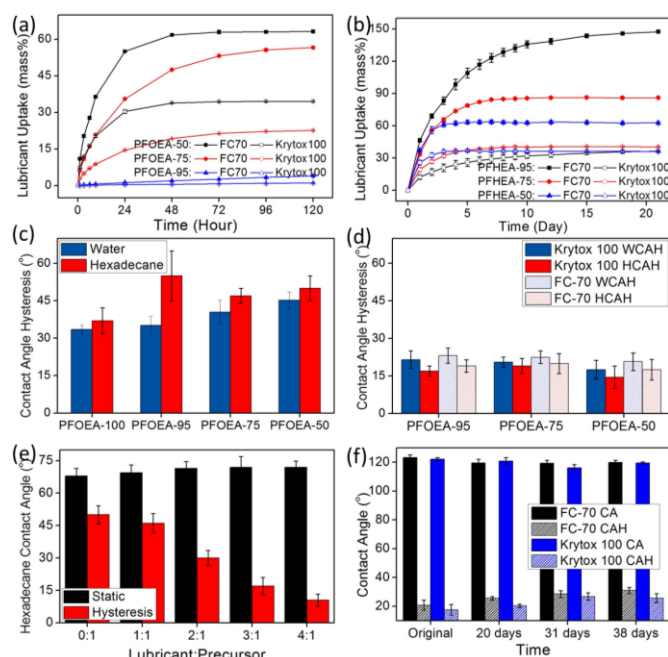 (a)
Lubricant Uptake (mass%)
60
45
30
15
0
PFOEA-50: FC70 Krytox100
PFOEA-75: FC70 Krytox100
PFOEA-95: FC70 Krytox100
0 24 48 72 96 120
Time (Hour)
(b)
Lubricant Uptake (mass%)
150
120
90
60
30
0
PFHEA-95: FC70 Krytox100
PFHEA-75: FC70 Krytox100
PFHEA-50: FC70 Krytox100
0 5 10 15 20
Time (Day)
(c)
Contact Angle Hysteresis (°)
75
60
45
30
15
Water
Hexadecane
PFOEA-100 PFOEA-95 PFOEA-75 PFOEA-50
(d)
Contact Angle Hysteresis (°)
75
60
45
30
15
Krytox 100 WCAH
Krytox 100 HCAH
FC-70 WCAH
FC-70 HCAH
PFOEA-95 PFOEA-75 PFOEA-50
(e)
Hexadecane Contact Angle (°)
75
60
45
30
15
0
Static
Hysteresis
0:1 1:1 2:1 3:1 4:1
Lubricant:Precursor
(f)
Contact Angle (°)
120
100
80
60
40
20
FC-70 CA
FC-70 CAH
Krytox 100 CA
Krytox 100 CAH
Original 20 days 31 days 38 days
Time